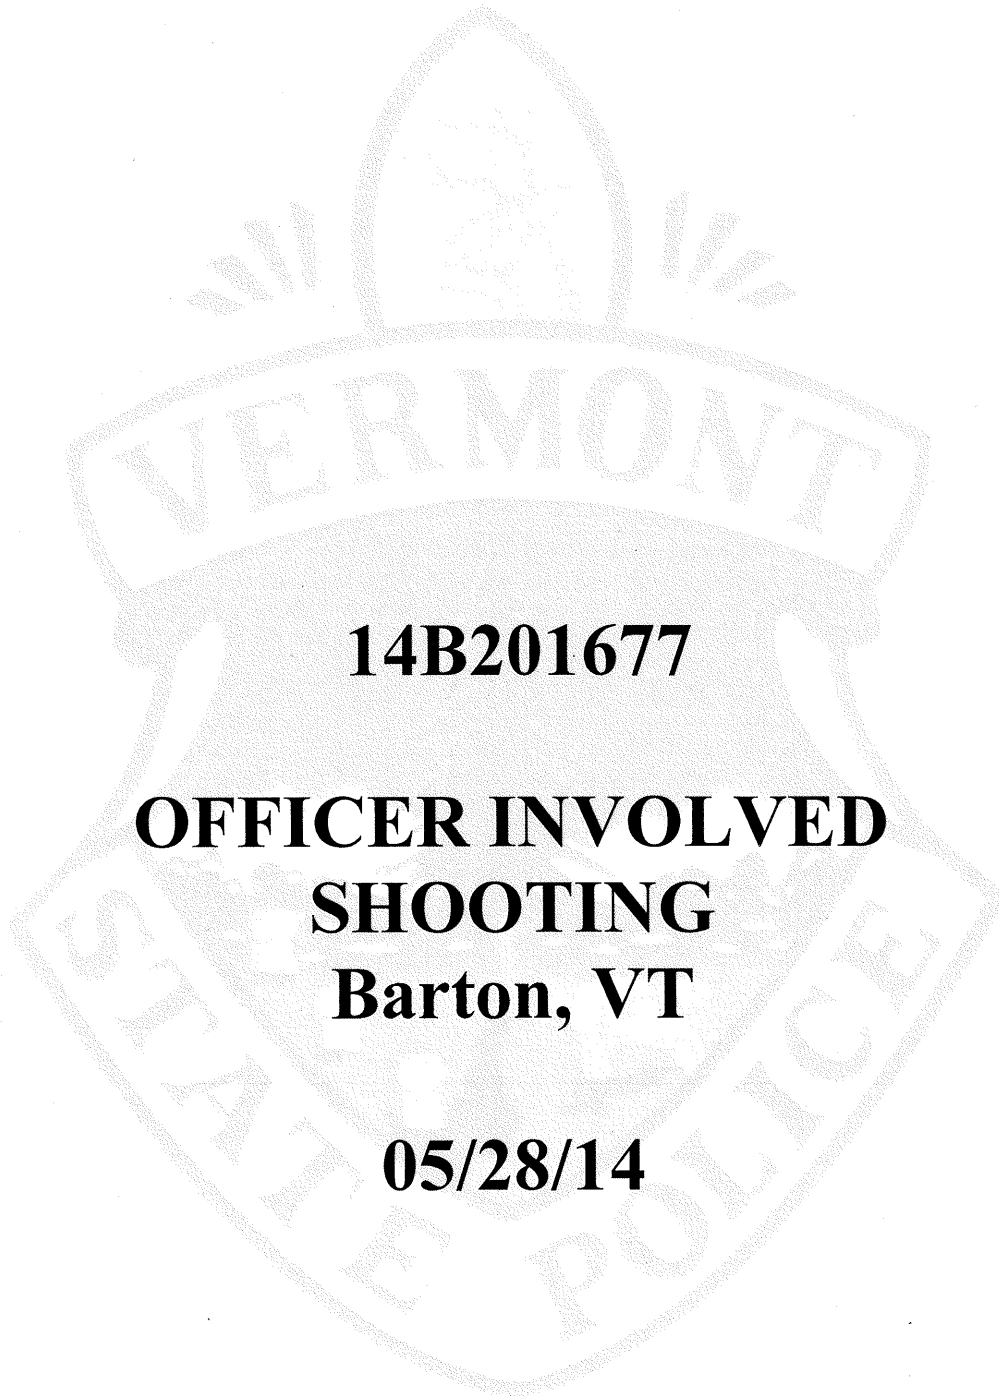 VERMONT
14B201677
OFFICER INVOLVED
SHOOTING
Barton, VT
05/28/14
STATE POLICE